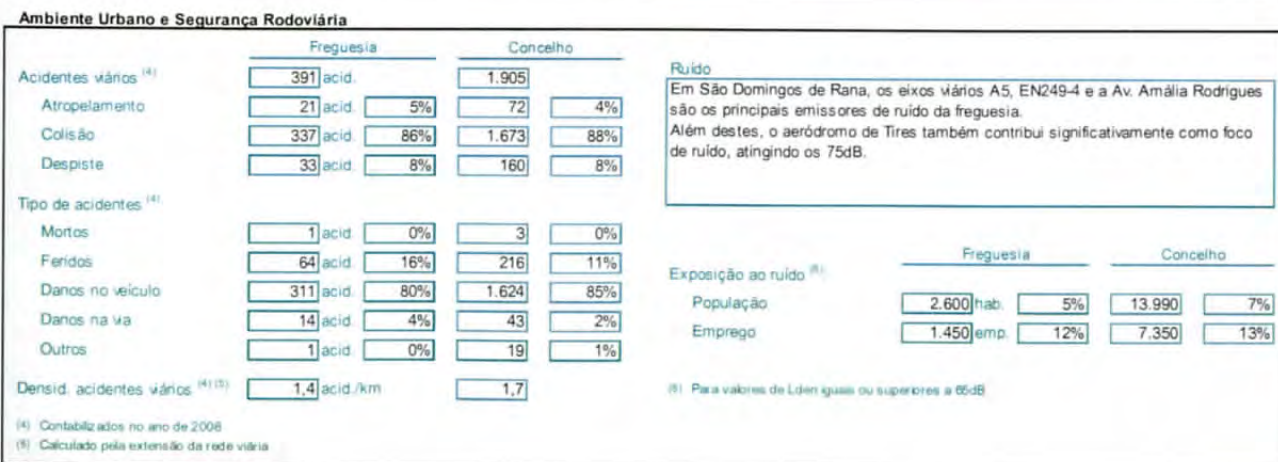 Ambiente Urbano e Segurança Rodoviária
Freguesia Concelho
Acidentes viários (4) 391 acid. 1.905
Atropelamento 21 acid. 5% 72 4%
Colisão 337 acid. 86% 1.673 88%
Despiste 33 acid. 8% 160 8%
Tipo de acidentes (4)
Mortos 1 acid. 0% 3 0%
Feridos 64 acid. 16% 216 11%
Danos no veículo 311 acid. 80% 1.624 85%
Danos na via 14 acid. 4% 43 2%
Outros 1 acid. 0% 19 1%
Densid. acidentes viários (4) (5) 1,4 acid./km 1,7
(4) Contabilizados no ano de 2008
(5) Calculado pela extensão da rede viária
Ruído
Em São Domingos de Rana, os eixos viários A5, EN249-4 e a Av. Amália Rodrigues
são os principais emissores de ruído da freguesia.
Além destes, o aeródromo de Tires também contribui significativamente como foco
de ruído, atingindo os 75dB.
Freguesia Concelho
Exposição ao ruído (6)
População 2.600 hab. 5% 13.990 7%
Emprego 1.450 emp. 12% 7.350 13%
(6) Para valores de Lden iguais ou superiores a 65dB